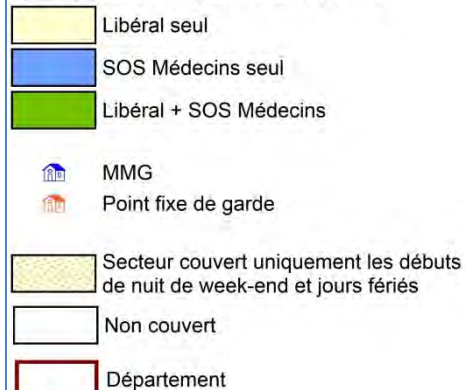 Libéral seul
SOS Médecins seul
Libéral + SOS Médecins
MMG
Point fixe de garde
Secteur couvert uniquement les débuts
de nuit de week-end et jours fériés
Non couvert
Département